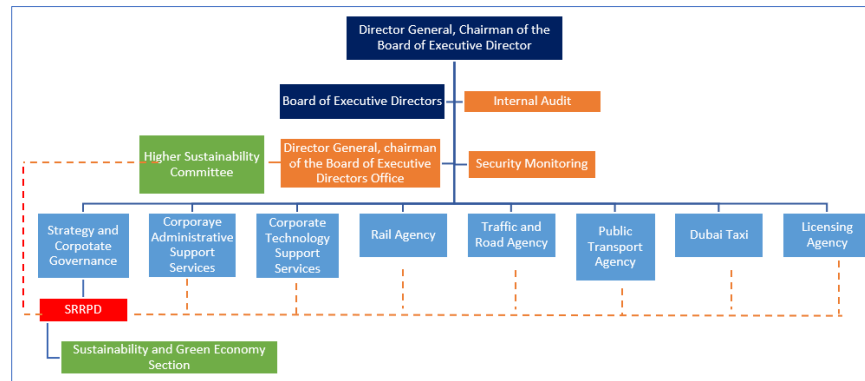 Director General, Chairman of the
Board of Executive Director
Board of Executive Directors
Internal Audit
Higher Sustainability
Committee
Director General, chairman
of the Board of Executive
Directors Office
Security Monitoring
Strategy and
Corpotate
Governance
Corporaye
Administrative
Support
Services
Corporate
Technology
Support
Services
Rail Agency
Traffic and
Road Agency
Public
Transport
Agency
Dubai Taxi
Licensing
Agency
SRRPD
Sustainability and Green Economy
Section